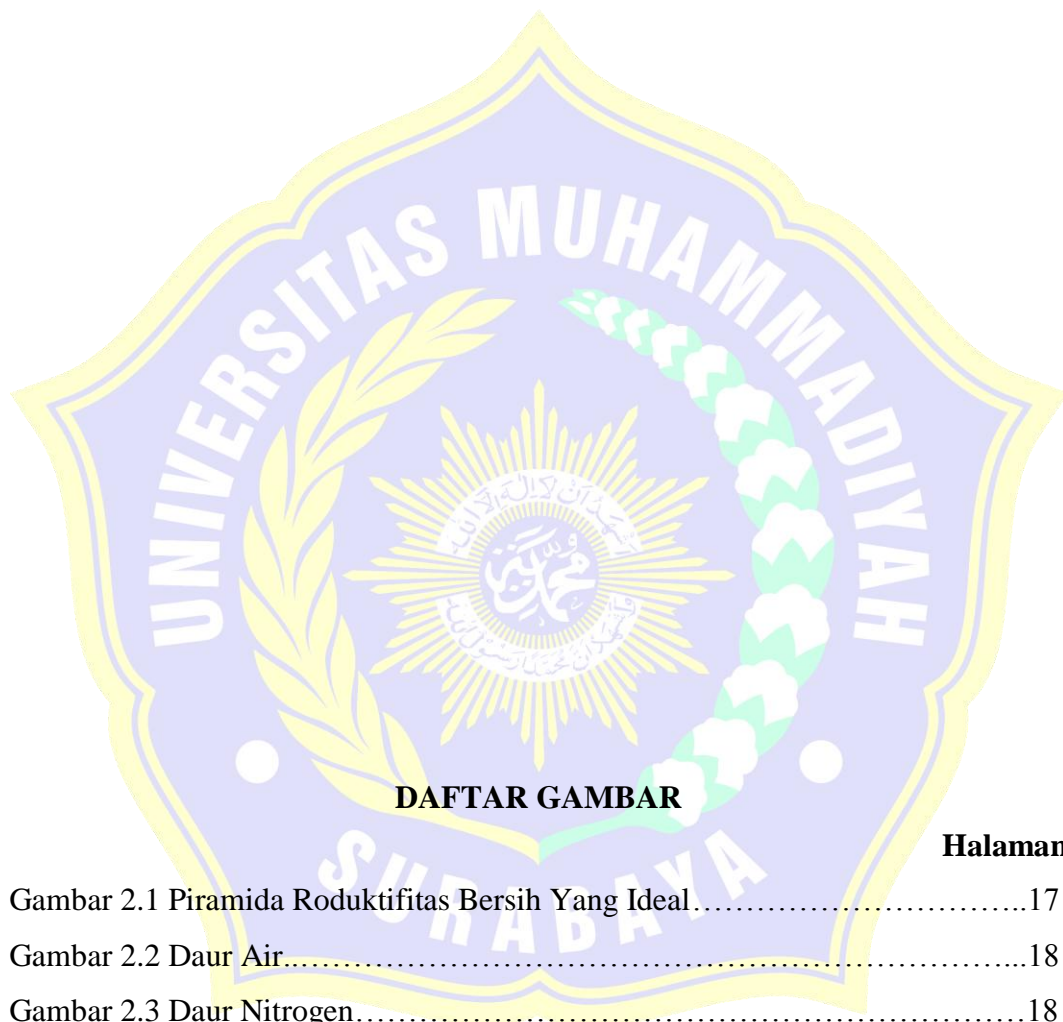 UNIVERSITAS MUHAMMADIYAH
SURABAYA
DAFTAR GAMBAR
Halaman
Gambar 2.1 Piramida Roduktifitas Bersih Yang Ideal…………………………..17
Gambar 2.2 Daur Air..……………………………………………………………...18
Gambar 2.3 Daur Nitrogen…………………………………………………………18